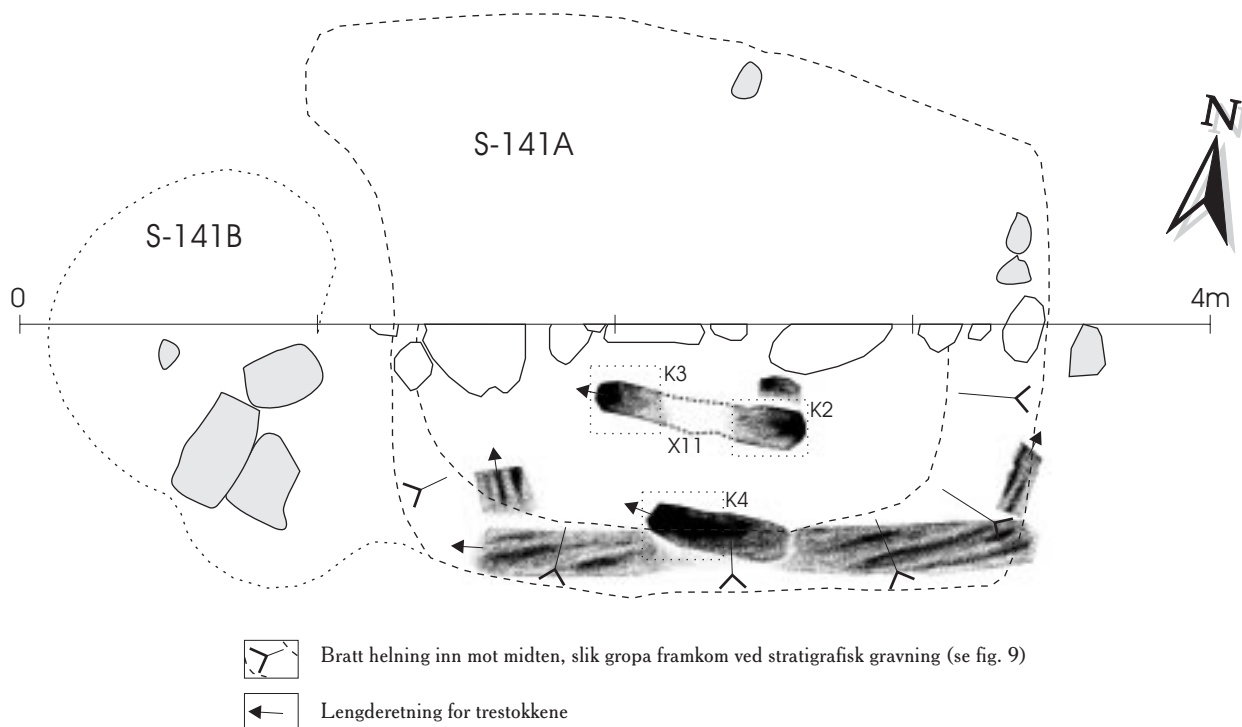 N
S-141A
S-141B
0
4m
K3
K2
X11
K4
Bratt helning inn mot midten, slik gropa framkom ved stratigrafisk gravning (se fig. 9)
Lengderetning for trestokkene